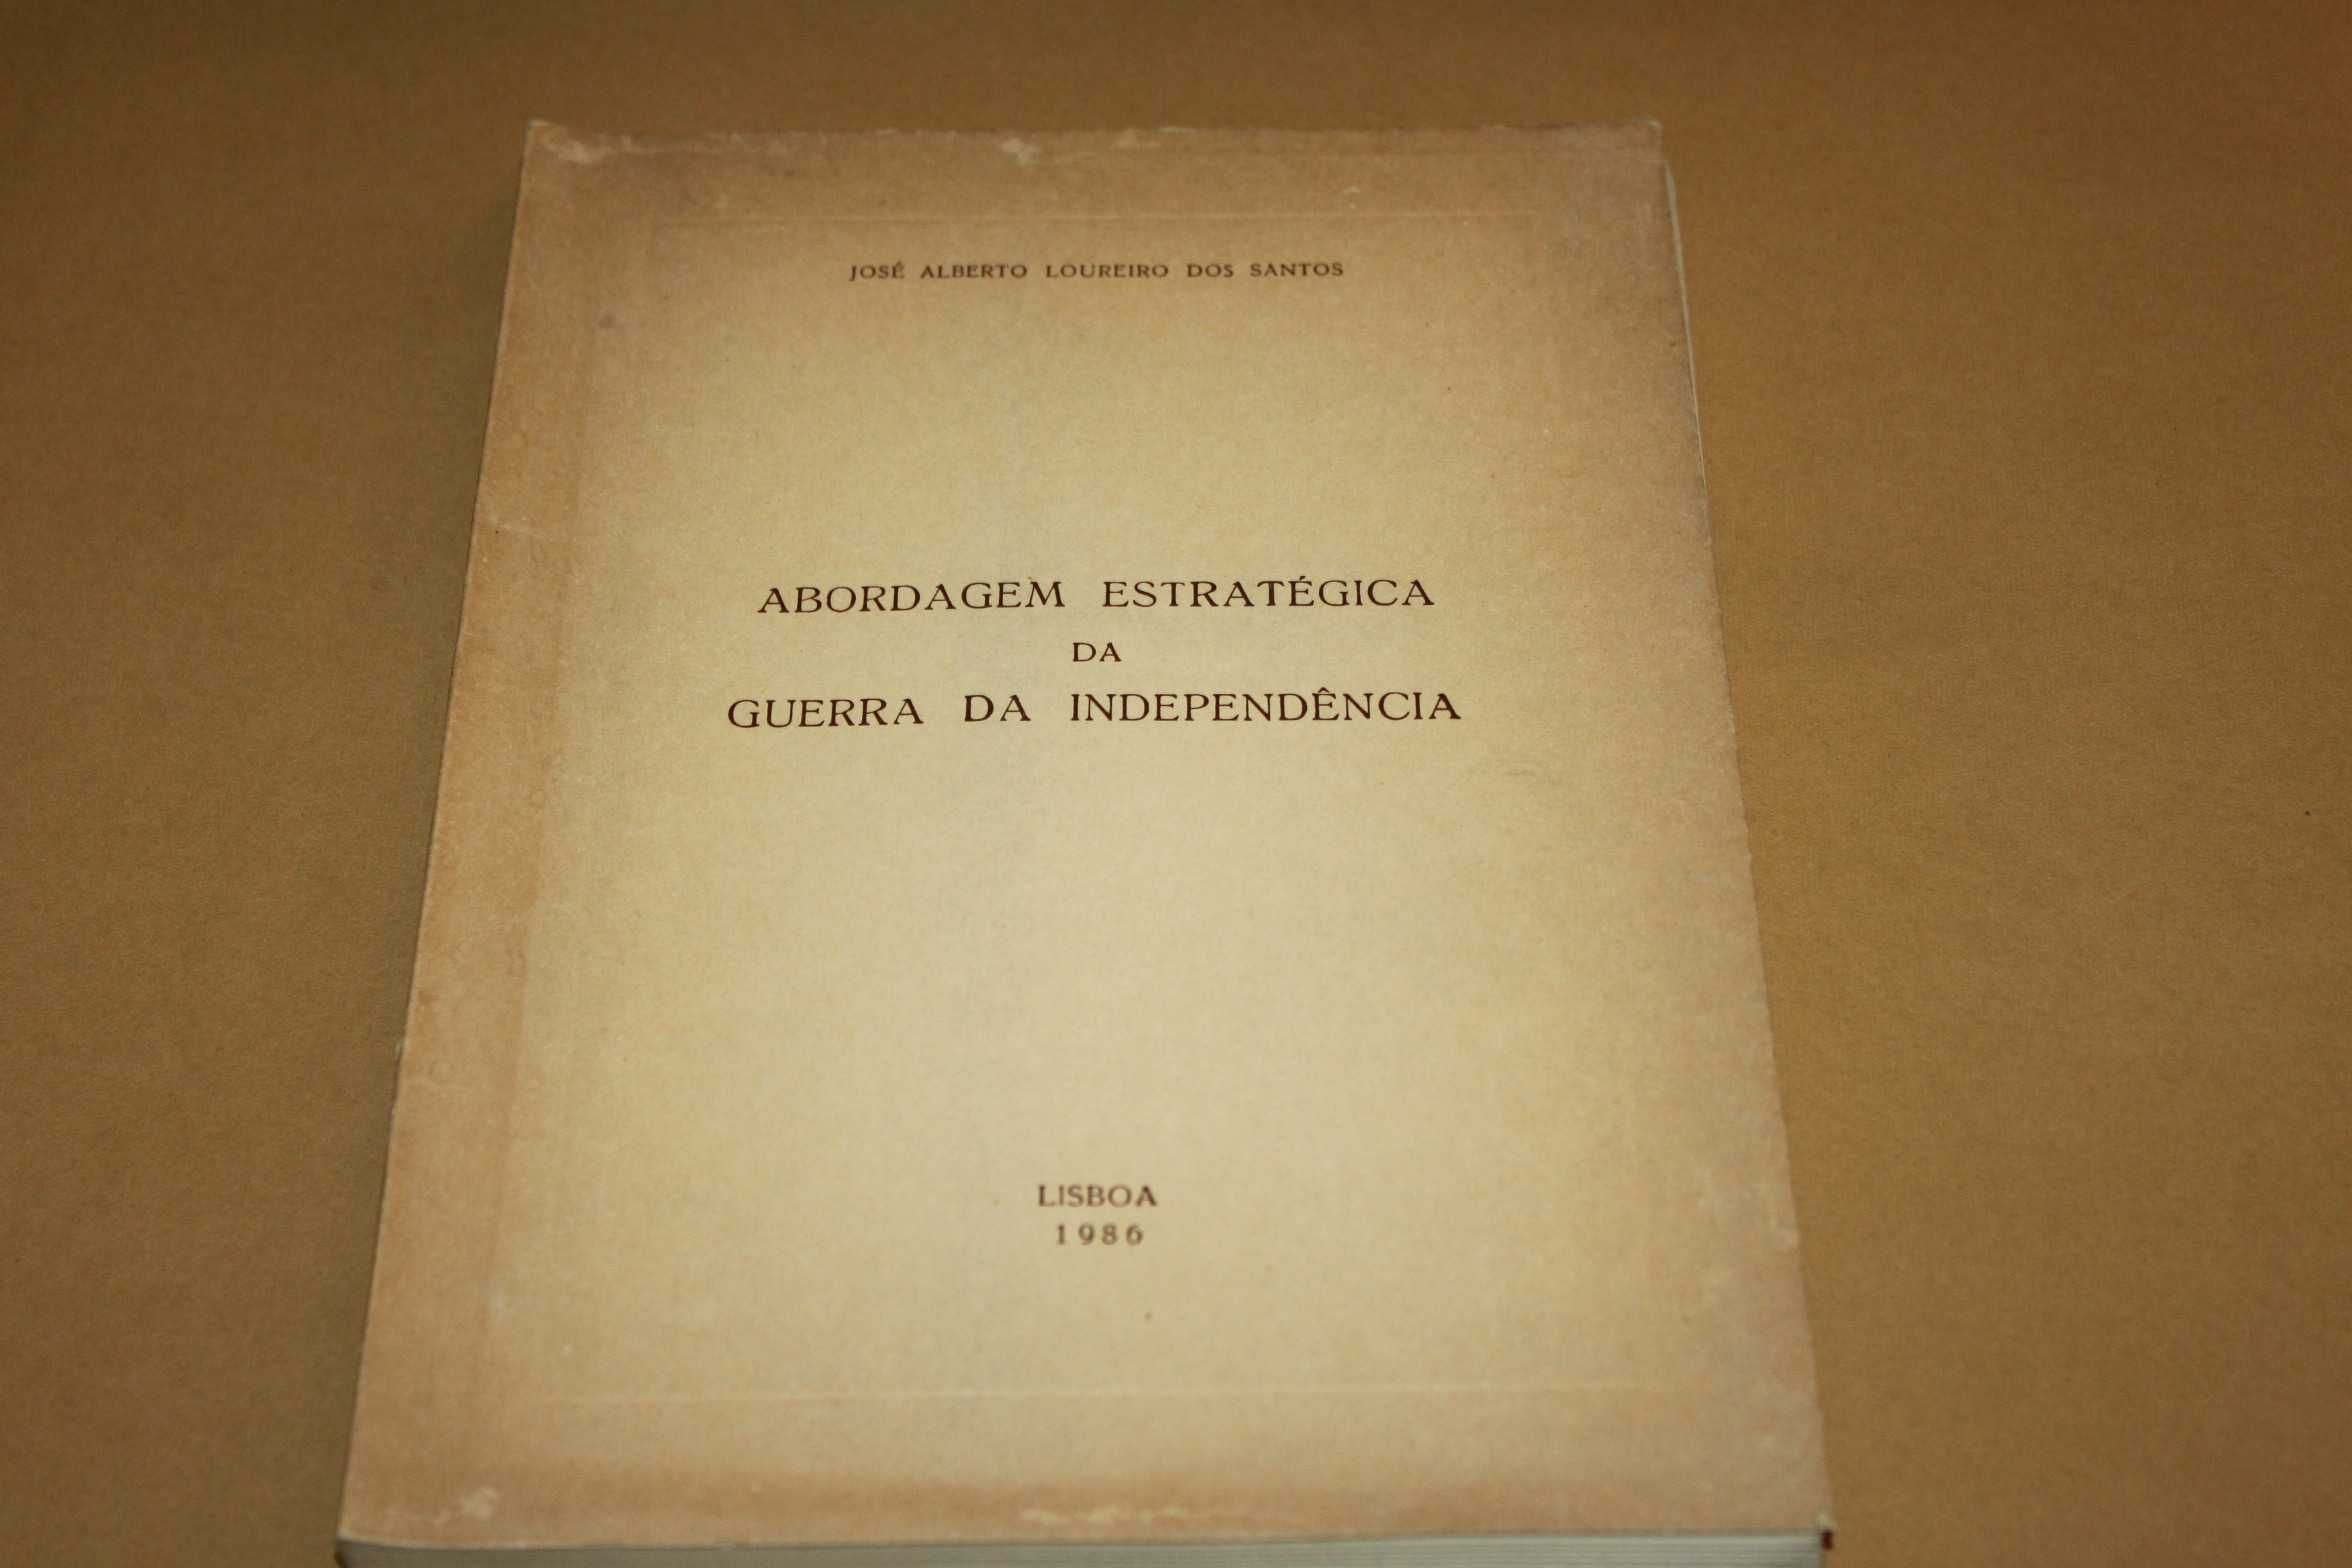 JOSÉ ALBERTO LOUREIRO DOS SANTOS
ABORDAGEM ESTRATÉGICA
DA
GUERRA DA INDEPENDÊNCIA
LISBOA
1986